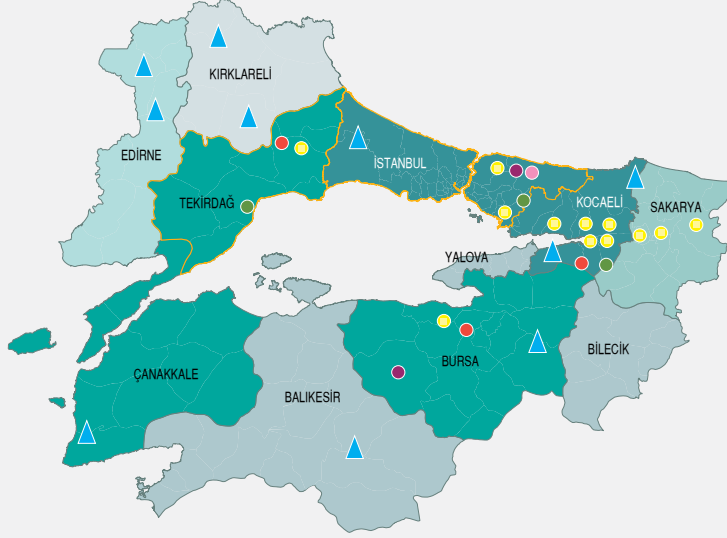 KIRKLARELİ
EDİRNE
İSTANBUL
TEKİRDAĞ
KOCAELİ
SAKARYA
YALOVA
BİLECİK
BURSA
ÇANAKKALE
BALIKESİR